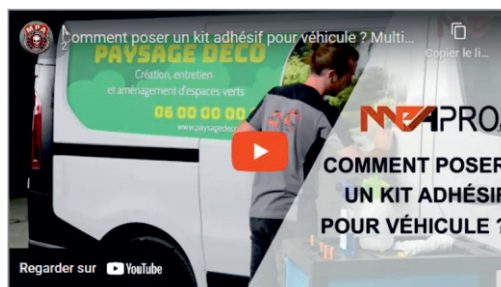 MPA
Comment poser un kit adhésif pour véhicule ? Multi...
Copier le li...
PAYSAGE DÉCO
Création, entretien
et aménagement d'espaces verts
06 00 00 00
www.paysagedeco
PRO
COMMENT POSER
UN KIT ADHÉSIF
POUR VÉHICULE ?
Regarder sur YouTube